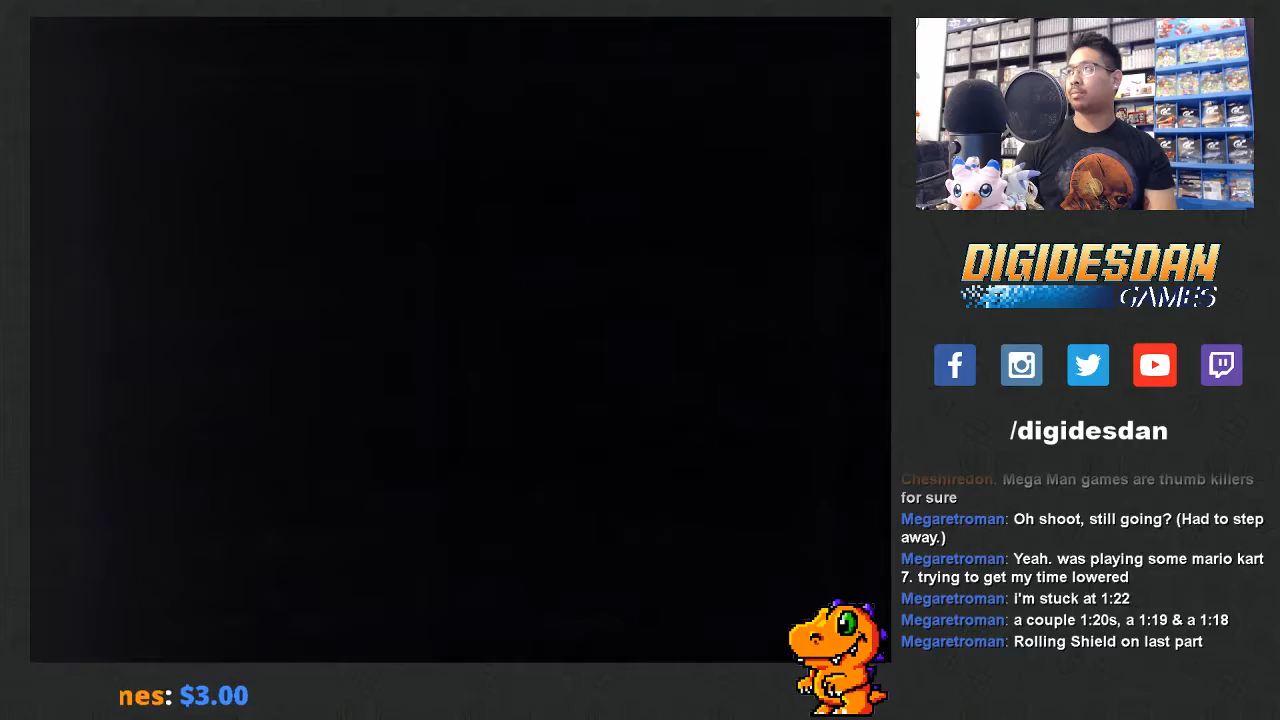 DIGIDESDAN
GAMES
/digidesdan
Cheshiredon: Mega Man games are thumb killers
for sure
Megaretroman: Oh shoot, still going? (Had to step
away.)
Megaretroman: Yeah. was playing some mario kart
7. trying to get my time lowered
Megaretroman: i'm stuck at 1:22
Megaretroman: a couple 1:20s, a 1:19 & a 1:18
Megaretroman: Rolling Shield on last part
nes: $3.00